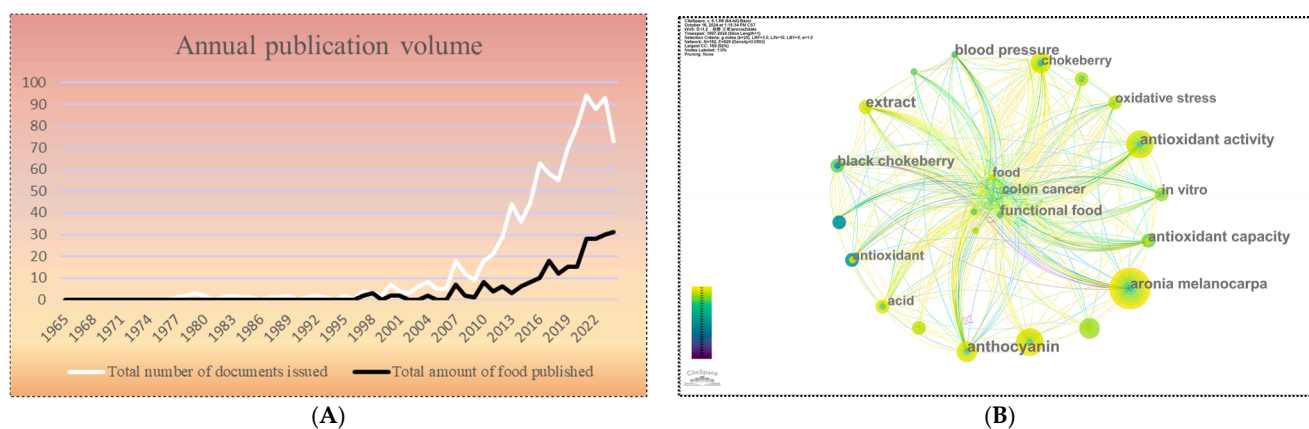 Annual publication volume
100
90
80
70
60
50
40
30
20
10
0
1965
1968
1971
1974
1977
1980
1983
1986
1989
1992
1995
1998
2001
2004
2007
2010
2013
2016
2019
2022
Total number of documents issued
Total amount of food published
(A)
blood pressure
chokeberry
extract
oxidative stress
antioxidant activity
black chokeberry
food
colon cancer
in vitro
functional food
antioxidant capacity
antioxidant
aronia melanocarpa
acid
anthocyanin
CiteSpace
(B)